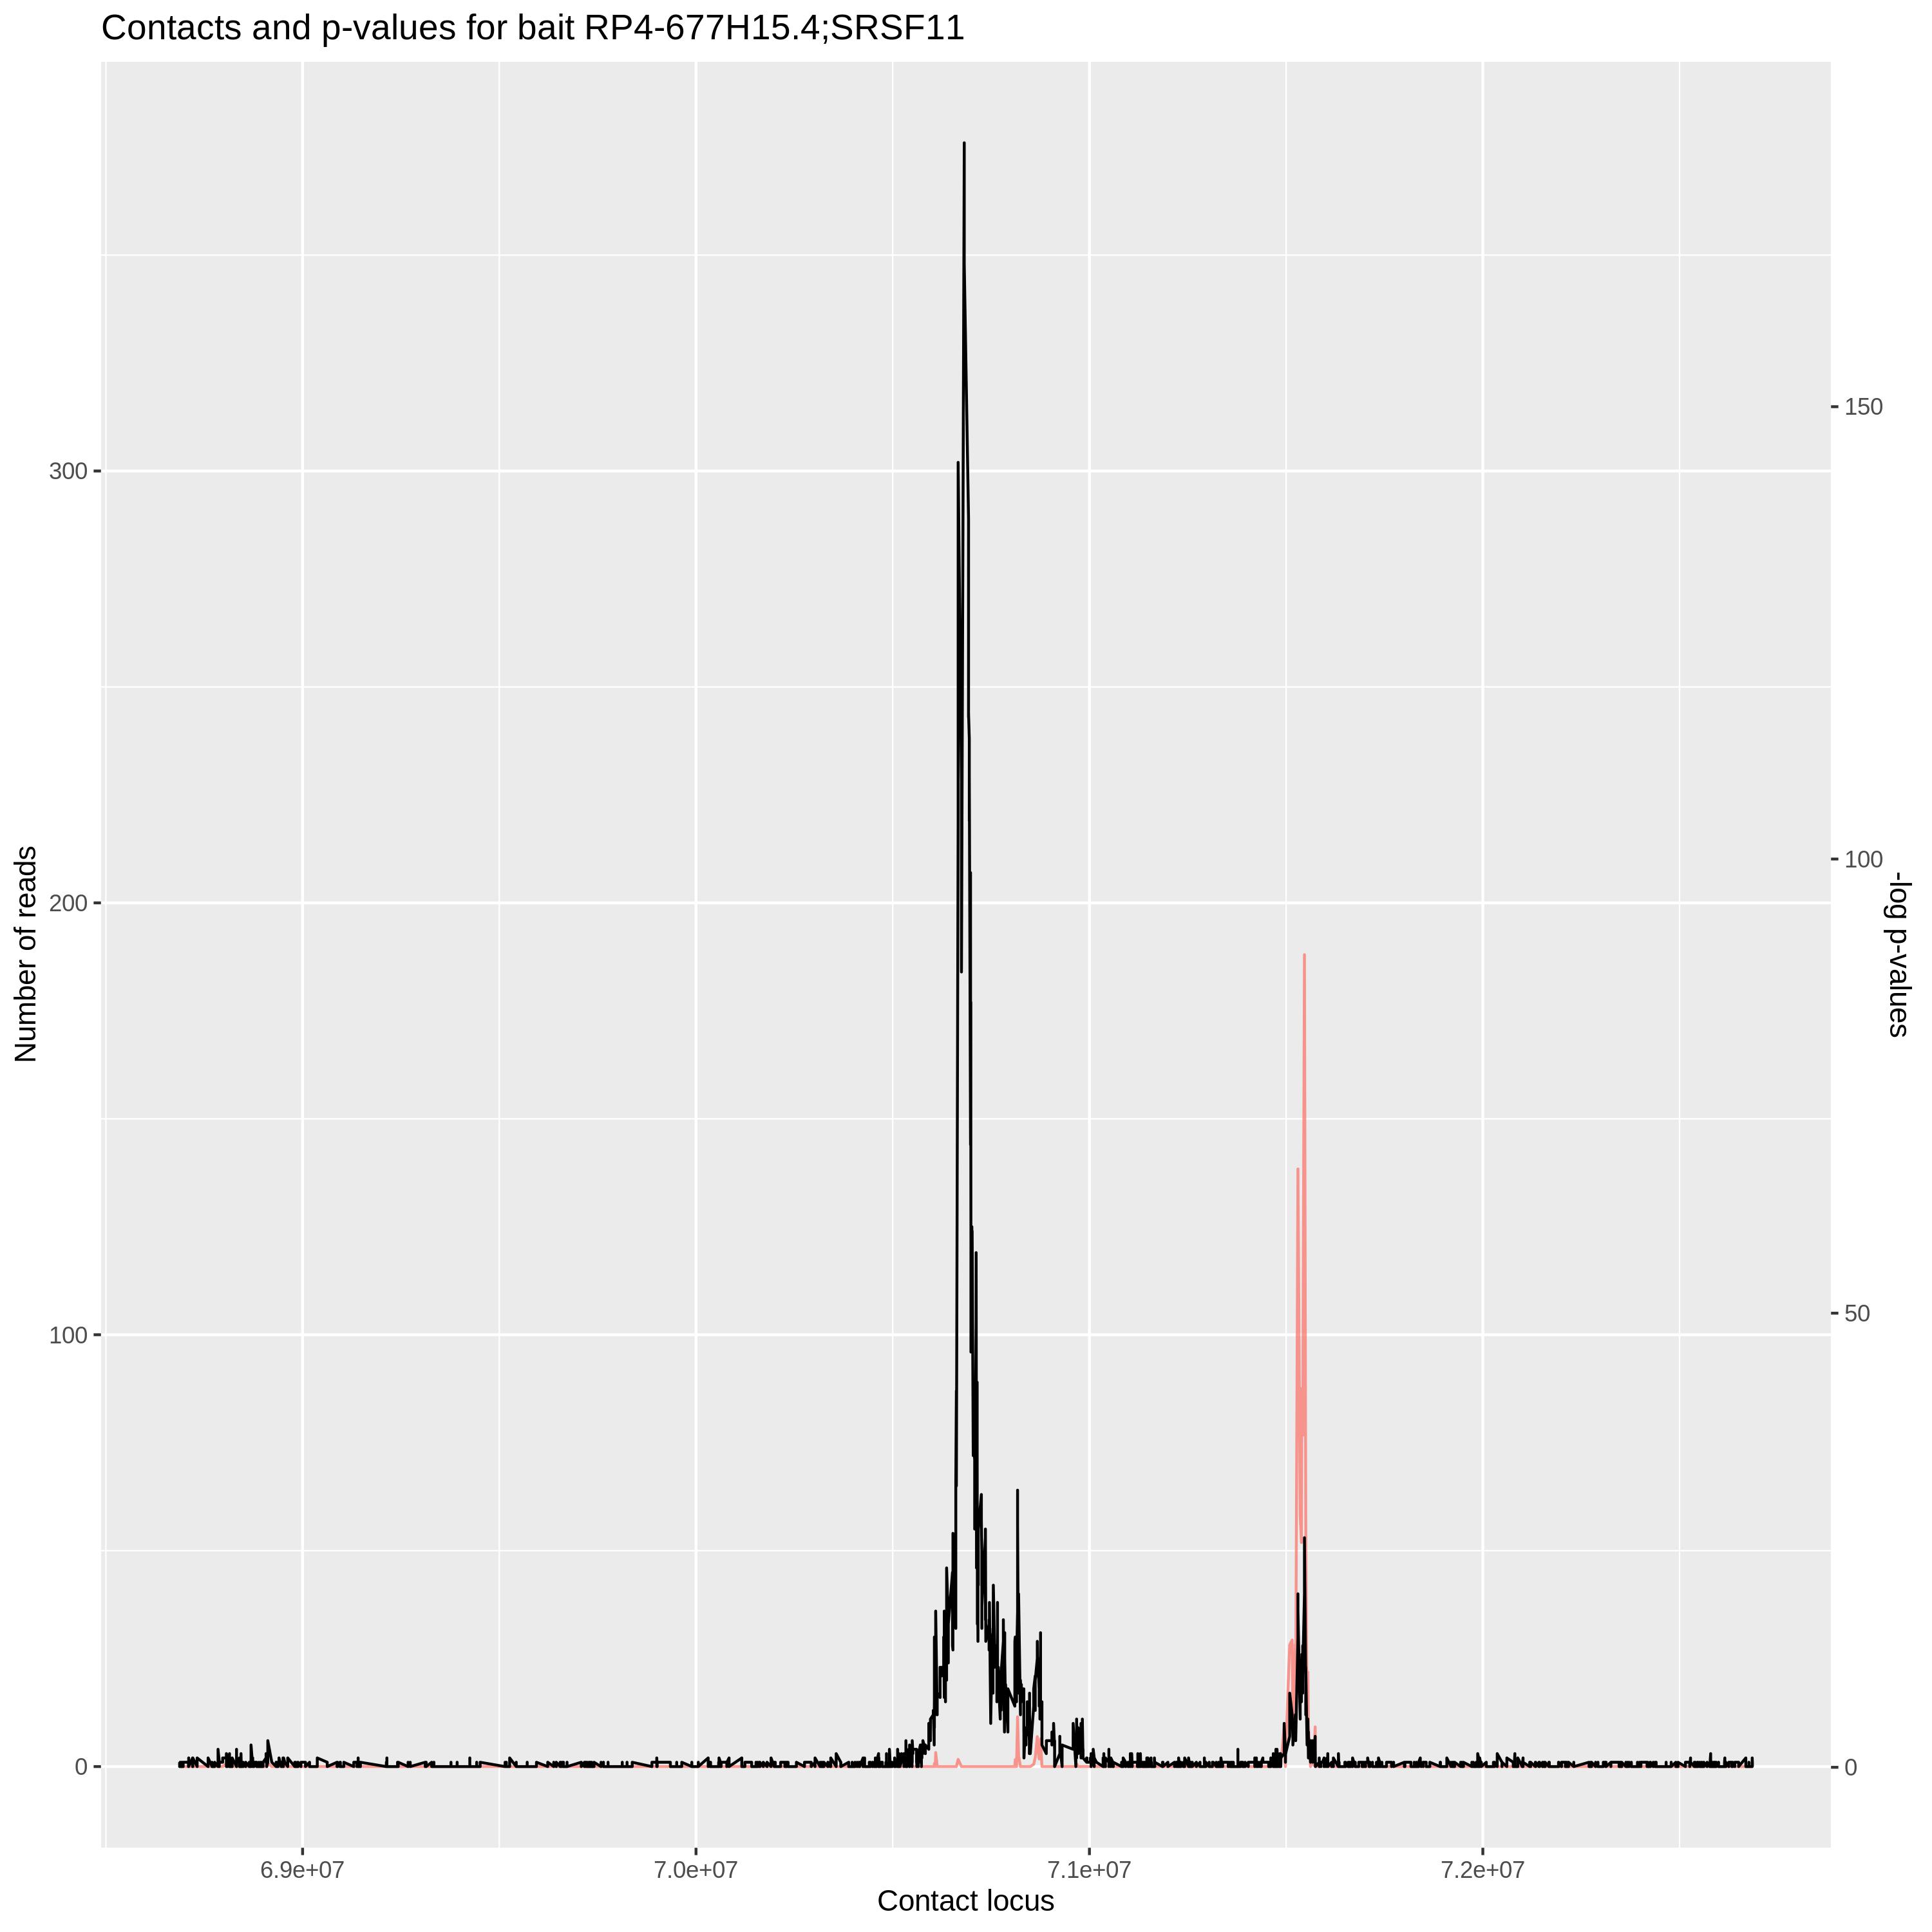 Contacts and p-values for bait RP4-677H15.4;SRSF11
Number of reads
300
200
100
0
150
100
50
0
-log p-values
6.9e+07 7.0e+07 7.1e+07 7.2e+07
Contact locus